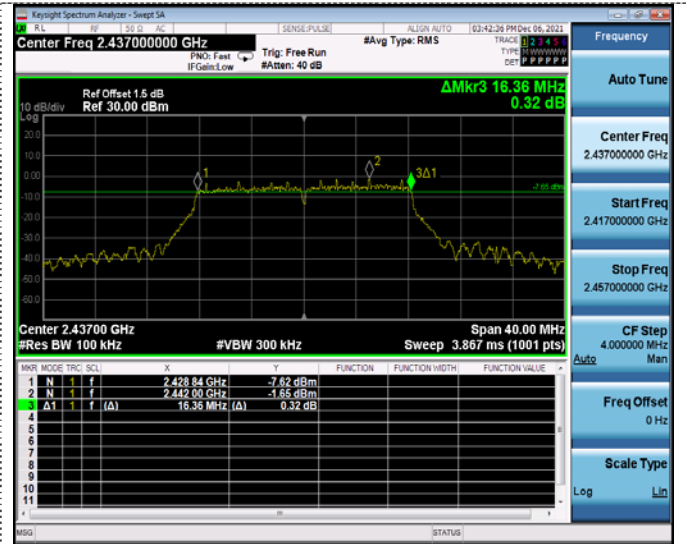 Keysight Spectrum Analyzer - Swept SA
RL RF 50 Ω AC SENSE:PULSE ALIGN AUTO 03:42:36 PM Dec 06, 2021
Center Freq 2.437000000 GHz
PNO: Fast
IFGain:Low
Trig: Free Run
#Atten: 40 dB
#Avg Type: RMS
TRACE 1 2 3 4 5 6
TYPE M WWWWW
DET P P P P P P
Ref Offset 1.5 dB
10 dB/div Ref 30.00 dBm
Log
ΔMkr3 16.36 MHz
0.32 dB
20.0
10.0
0.00
-10.0
-20.0
-30.0
-40.0
-50.0
-60.0
1
2
3Δ1
-7.65 dBm
Center 2.43700 GHz Span 40.00 MHz
#Res BW 100 kHz #VBW 300 kHz Sweep 3.867 ms (1001 pts)
MKR MODE TRC SCL X Y FUNCTION FUNCTION WIDTH FUNCTION VALUE
1 N 1 f 2.428 84 GHz -7.62 dBm
2 N 1 f 2.442 00 GHz -1.65 dBm
3 Δ1 1 f (Δ) 16.36 MHz (Δ) 0.32 dB
4
5
6
7
8
9
10
11
MSG STATUS
Frequency
Auto Tune
Center Freq
2.437000000 GHz
Start Freq
2.417000000 GHz
Stop Freq
2.457000000 GHz
CF Step
4.000000 MHz
Auto Man
Freq Offset
0 Hz
Scale Type
Log Lin